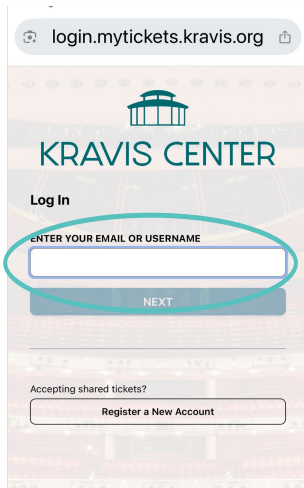 login.mytickets.kravis.org
KRAVIS CENTER
Log In
ENTER YOUR EMAIL OR USERNAME
NEXT
Accepting shared tickets?
Register a New Account